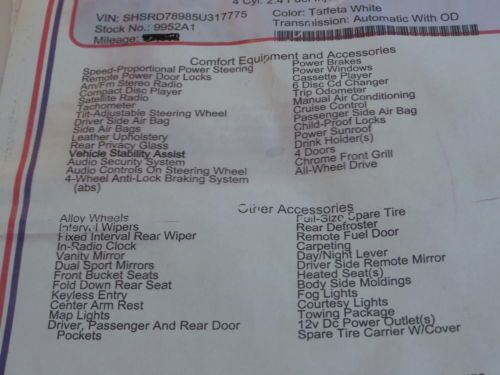 4 Cyl. 2.4
VIN: SHSRD78985U317775
Color: Tarfeta White
Stock No.: 9952A1
Transmission: Automatic With OD
Mileage:
Comfort Equipment and Accessories
Speed-Proportional Power Steering
Remote Power Door Locks
Am/Fm Stereo Radio
Compact Disc Player
Satellite Radio
Tachometer
Tilt-Adjustable Steering Wheel
Driver Side Air Bag
Side Air Bags
Leather Upholstery
Rear Privacy Glass
Vehicle Stability Assist
Audio Security System
Audio Controls On Steering Wheel
4-Wheel Anti-Lock Braking System
(abs)
Power Brakes
Power Windows
Cassette Player
6 Disc Cd Changer
Trip Odometer
Manual Air Conditioning
Cruise Control
Passenger Side Air Bag
Child-Proof Locks
Power Sunroof
Drink Holder(s)
4 Doors
Chrome Front Grill
All-Wheel Drive
Other Accessories
Alloy Wheels
Interval Wipers
Fixed Interval Rear Wiper
In-Radio Clock
Vanity Mirror
Dual Sport Mirrors
Front Bucket Seats
Fold Down Rear Seat
Keyless Entry
Center Arm Rest
Map Lights
Driver, Passenger And Rear Door
Pockets
Full-Size Spare Tire
Rear Defroster
Remote Fuel Door
Carpeting
Day/Night Lever
Driver Side Remote Mirror
Heated Seat(s)
Body Side Moldings
Fog Lights
Courtesy Lights
Towing Package
12v Dc Power Outlet(s)
Spare Tire Carrier W/Cover